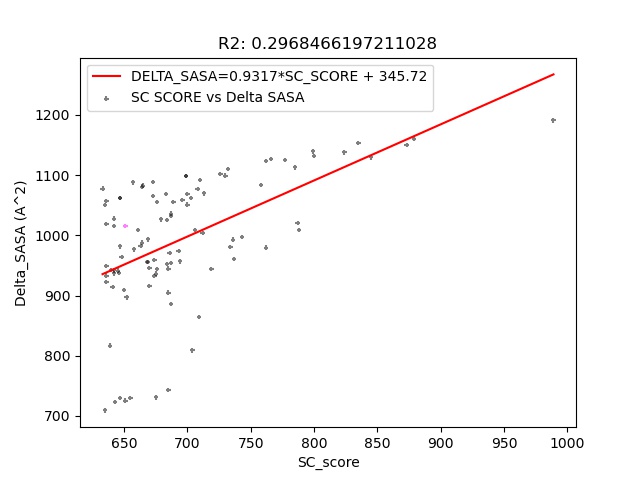 R2: 0.2968466197211028
DELTA_SASA=0.9317*SC_SCORE + 345.72
SC SCORE vs Delta SASA
1200
1100
1000
900
800
700
Delta_SASA (A^2)
650 700 750 800 850 900 950 1000
SC_score